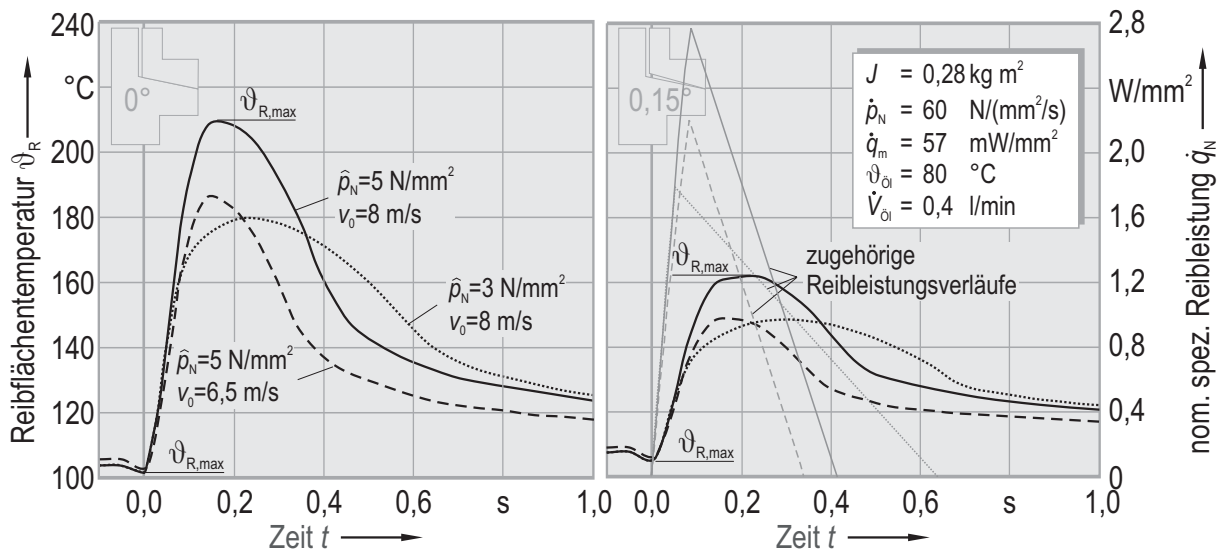 240
°C
200
180
160
140
120
100
Reibflächentemperatur ϑR
0°
ϑR,max
p̂N=5 N/mm²
v₀=8 m/s
p̂N=3 N/mm²
v₀=8 m/s
p̂N=5 N/mm²
v₀=6,5 m/s
ϑR,max
0,0 0,2 0,4 0,6 s 1,0
Zeit t
0,15°
J = 0,28 kg m²
ṗN = 60 N/(mm²/s)
q̇m = 57 mW/mm²
ϑÖl = 80 °C
V̇Öl = 0,4 l/min
ϑR,max
zugehörige
Reibleistungsverläufe
ϑR,max
0,0 0,2 0,4 0,6 s 1,0
Zeit t
2,8
W/mm²
2,0
1,6
1,2
0,8
0,4
0
nom. spez. Reibleistung q̇N